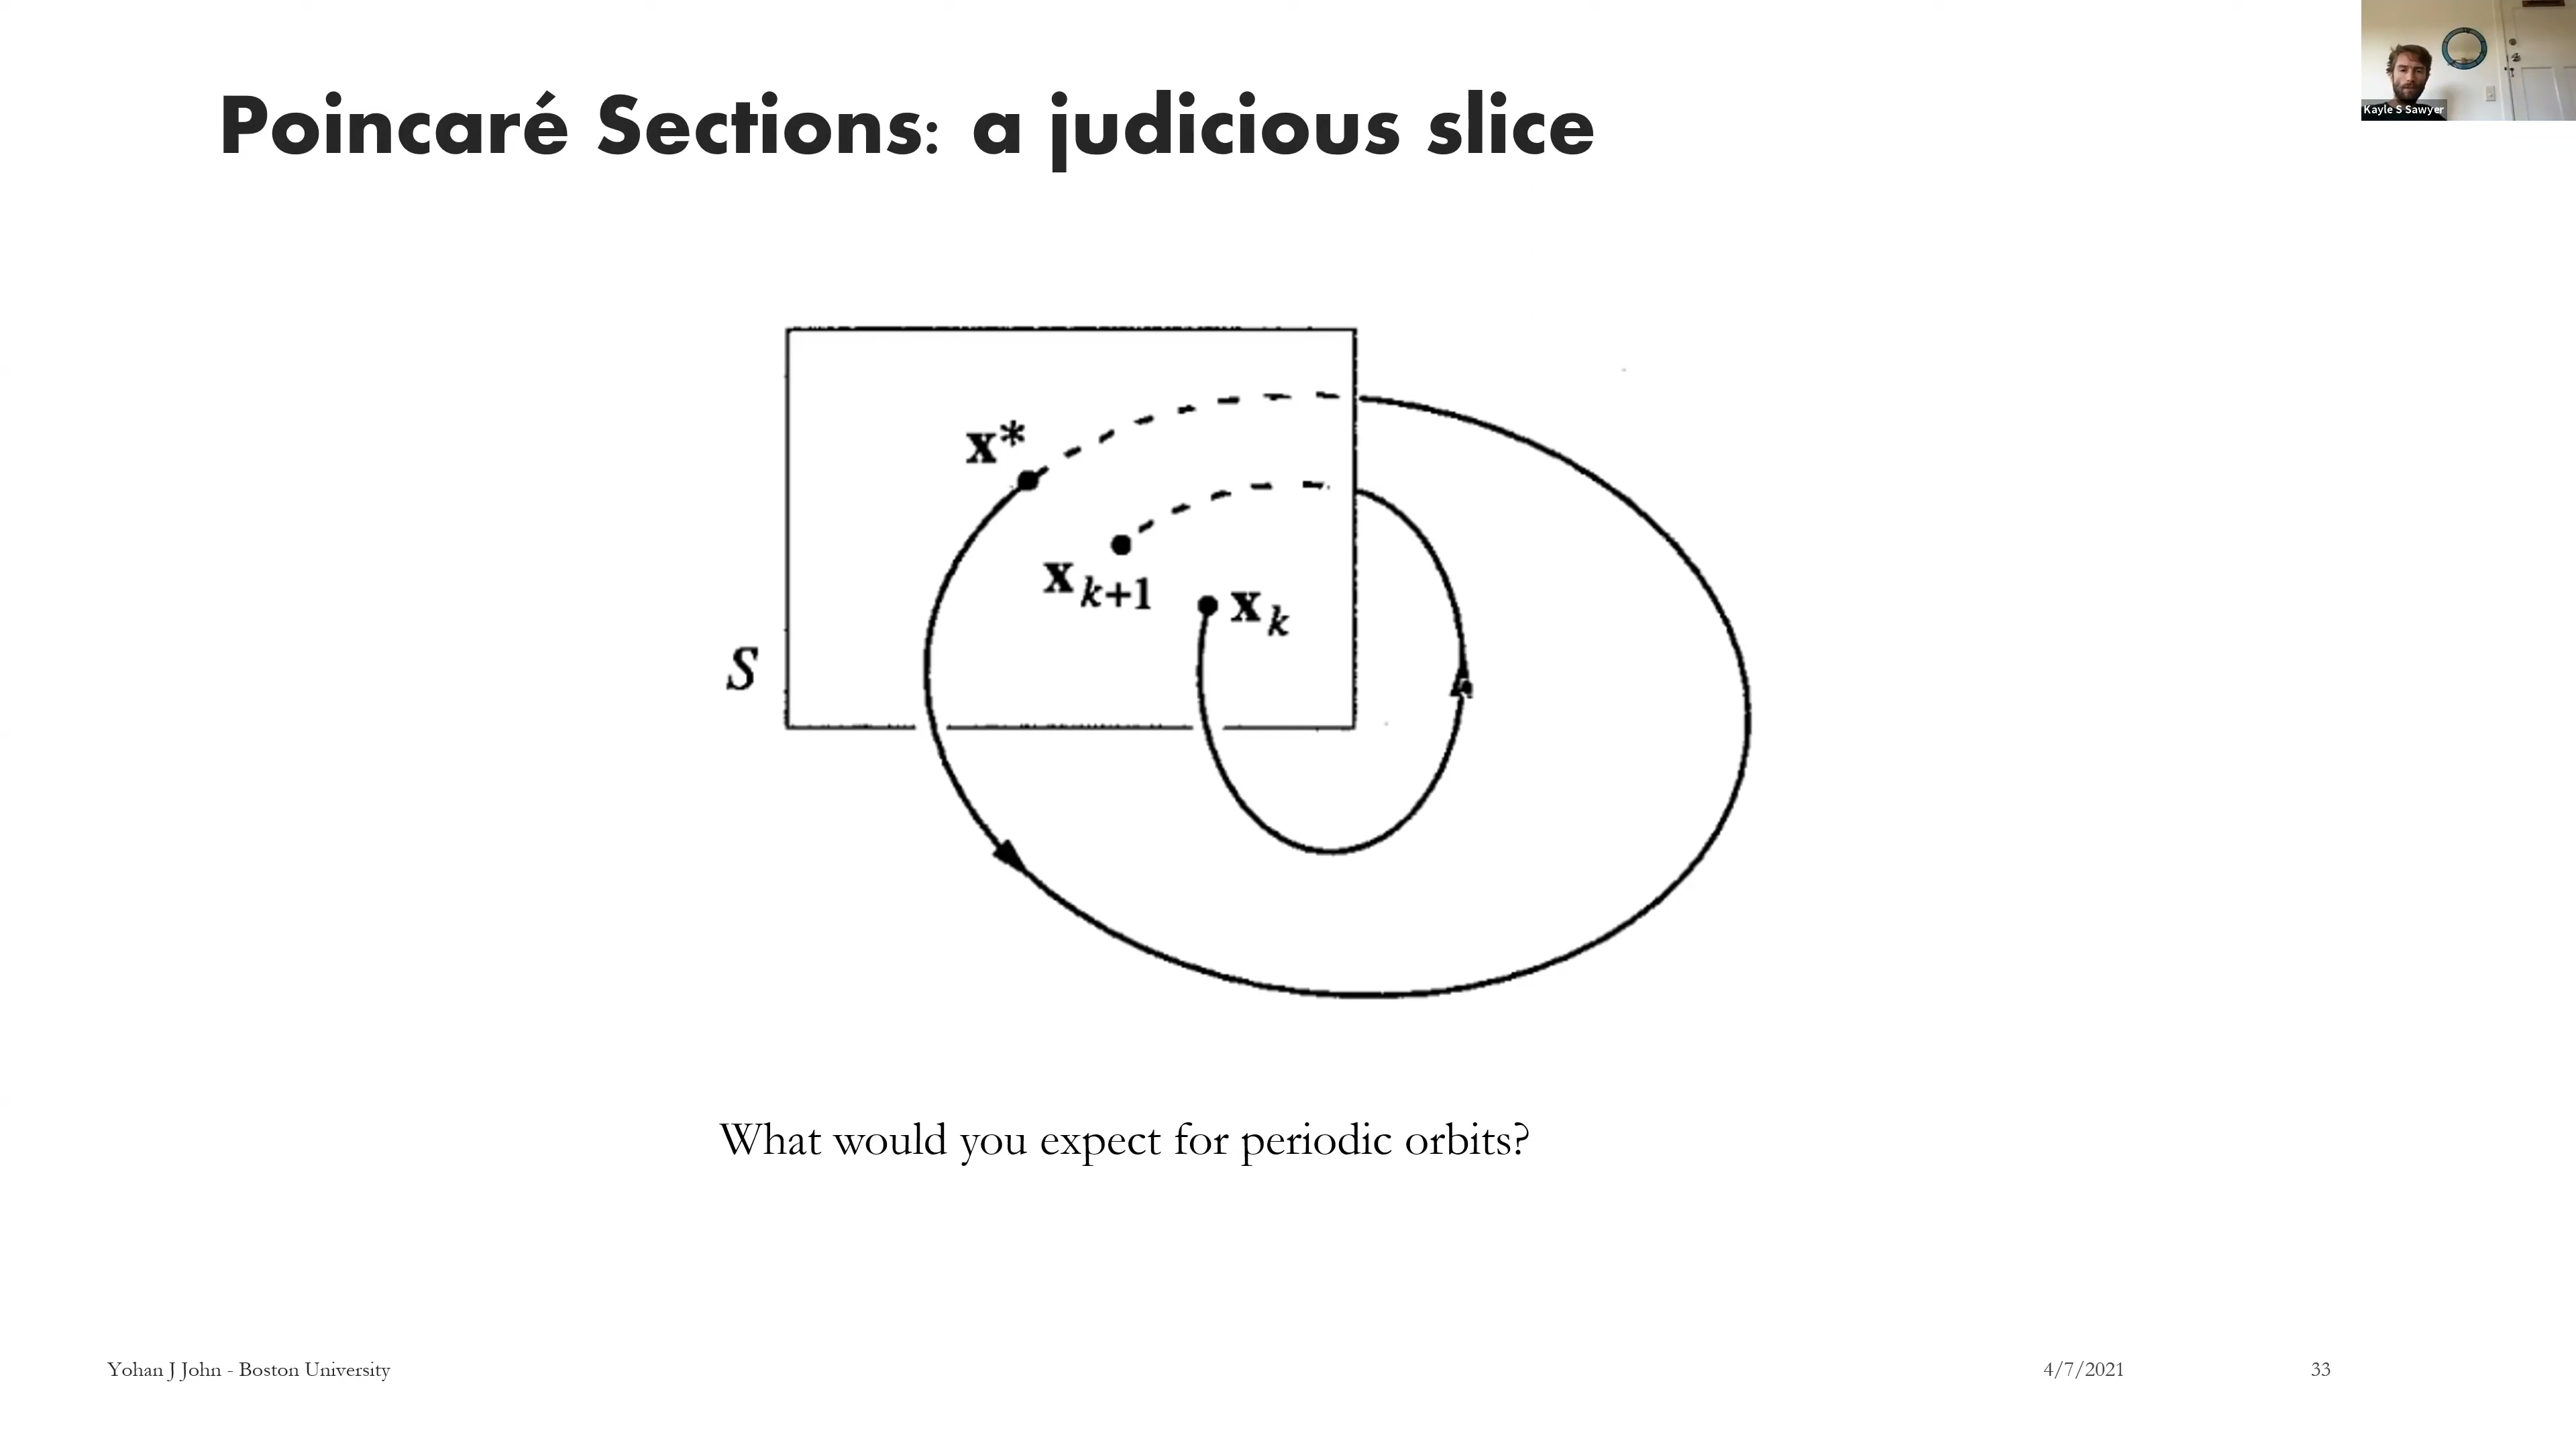 Poincaré Sections: a judicious slice
Kayle S Sawyer
x*
x k+1
x k
S
What would you expect for periodic orbits?
Yohan J John - Boston University
4/7/2021
33